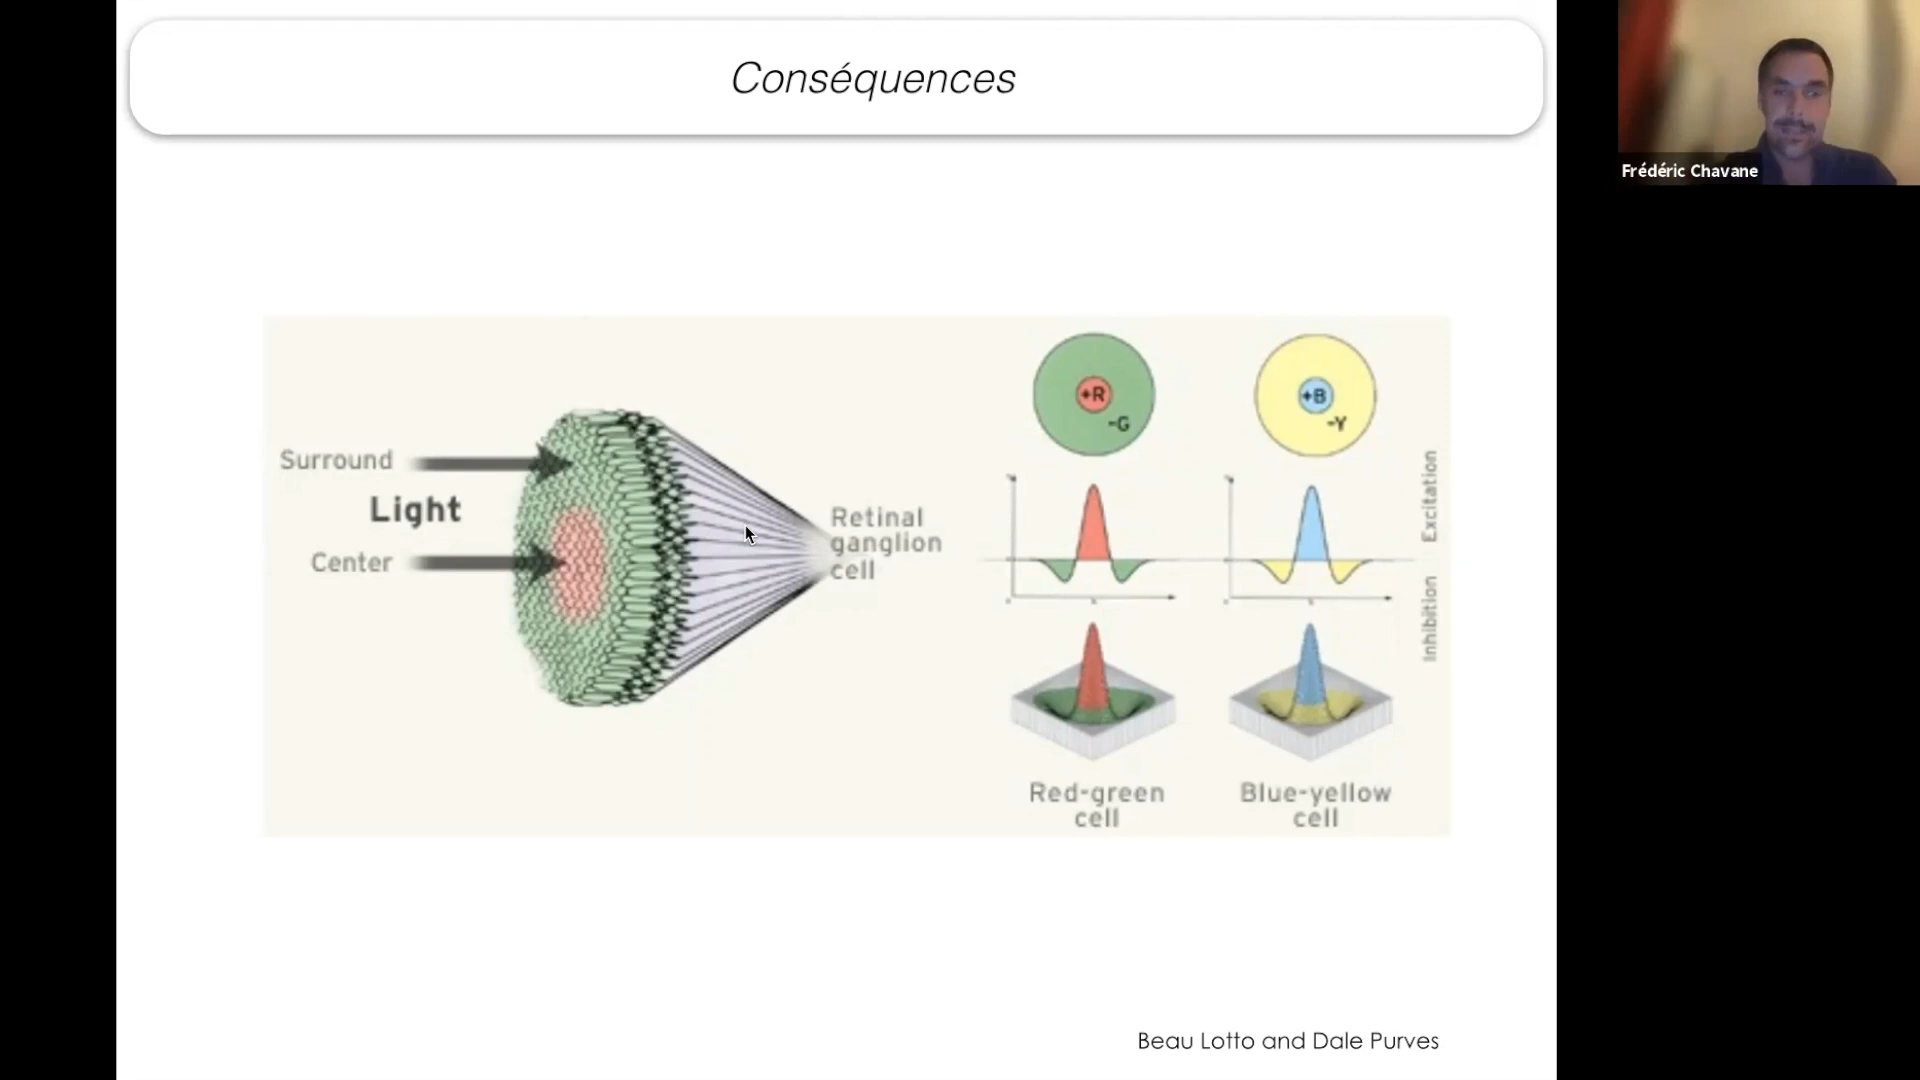 Conséquences
Frédéric Chavane
Surround
Light
Center
Retinal
ganglion
cell
+R
-G
+B
-Y
Excitation
Inhibition
Red-green
cell
Blue-yellow
cell
Beau Lotto and Dale Purves